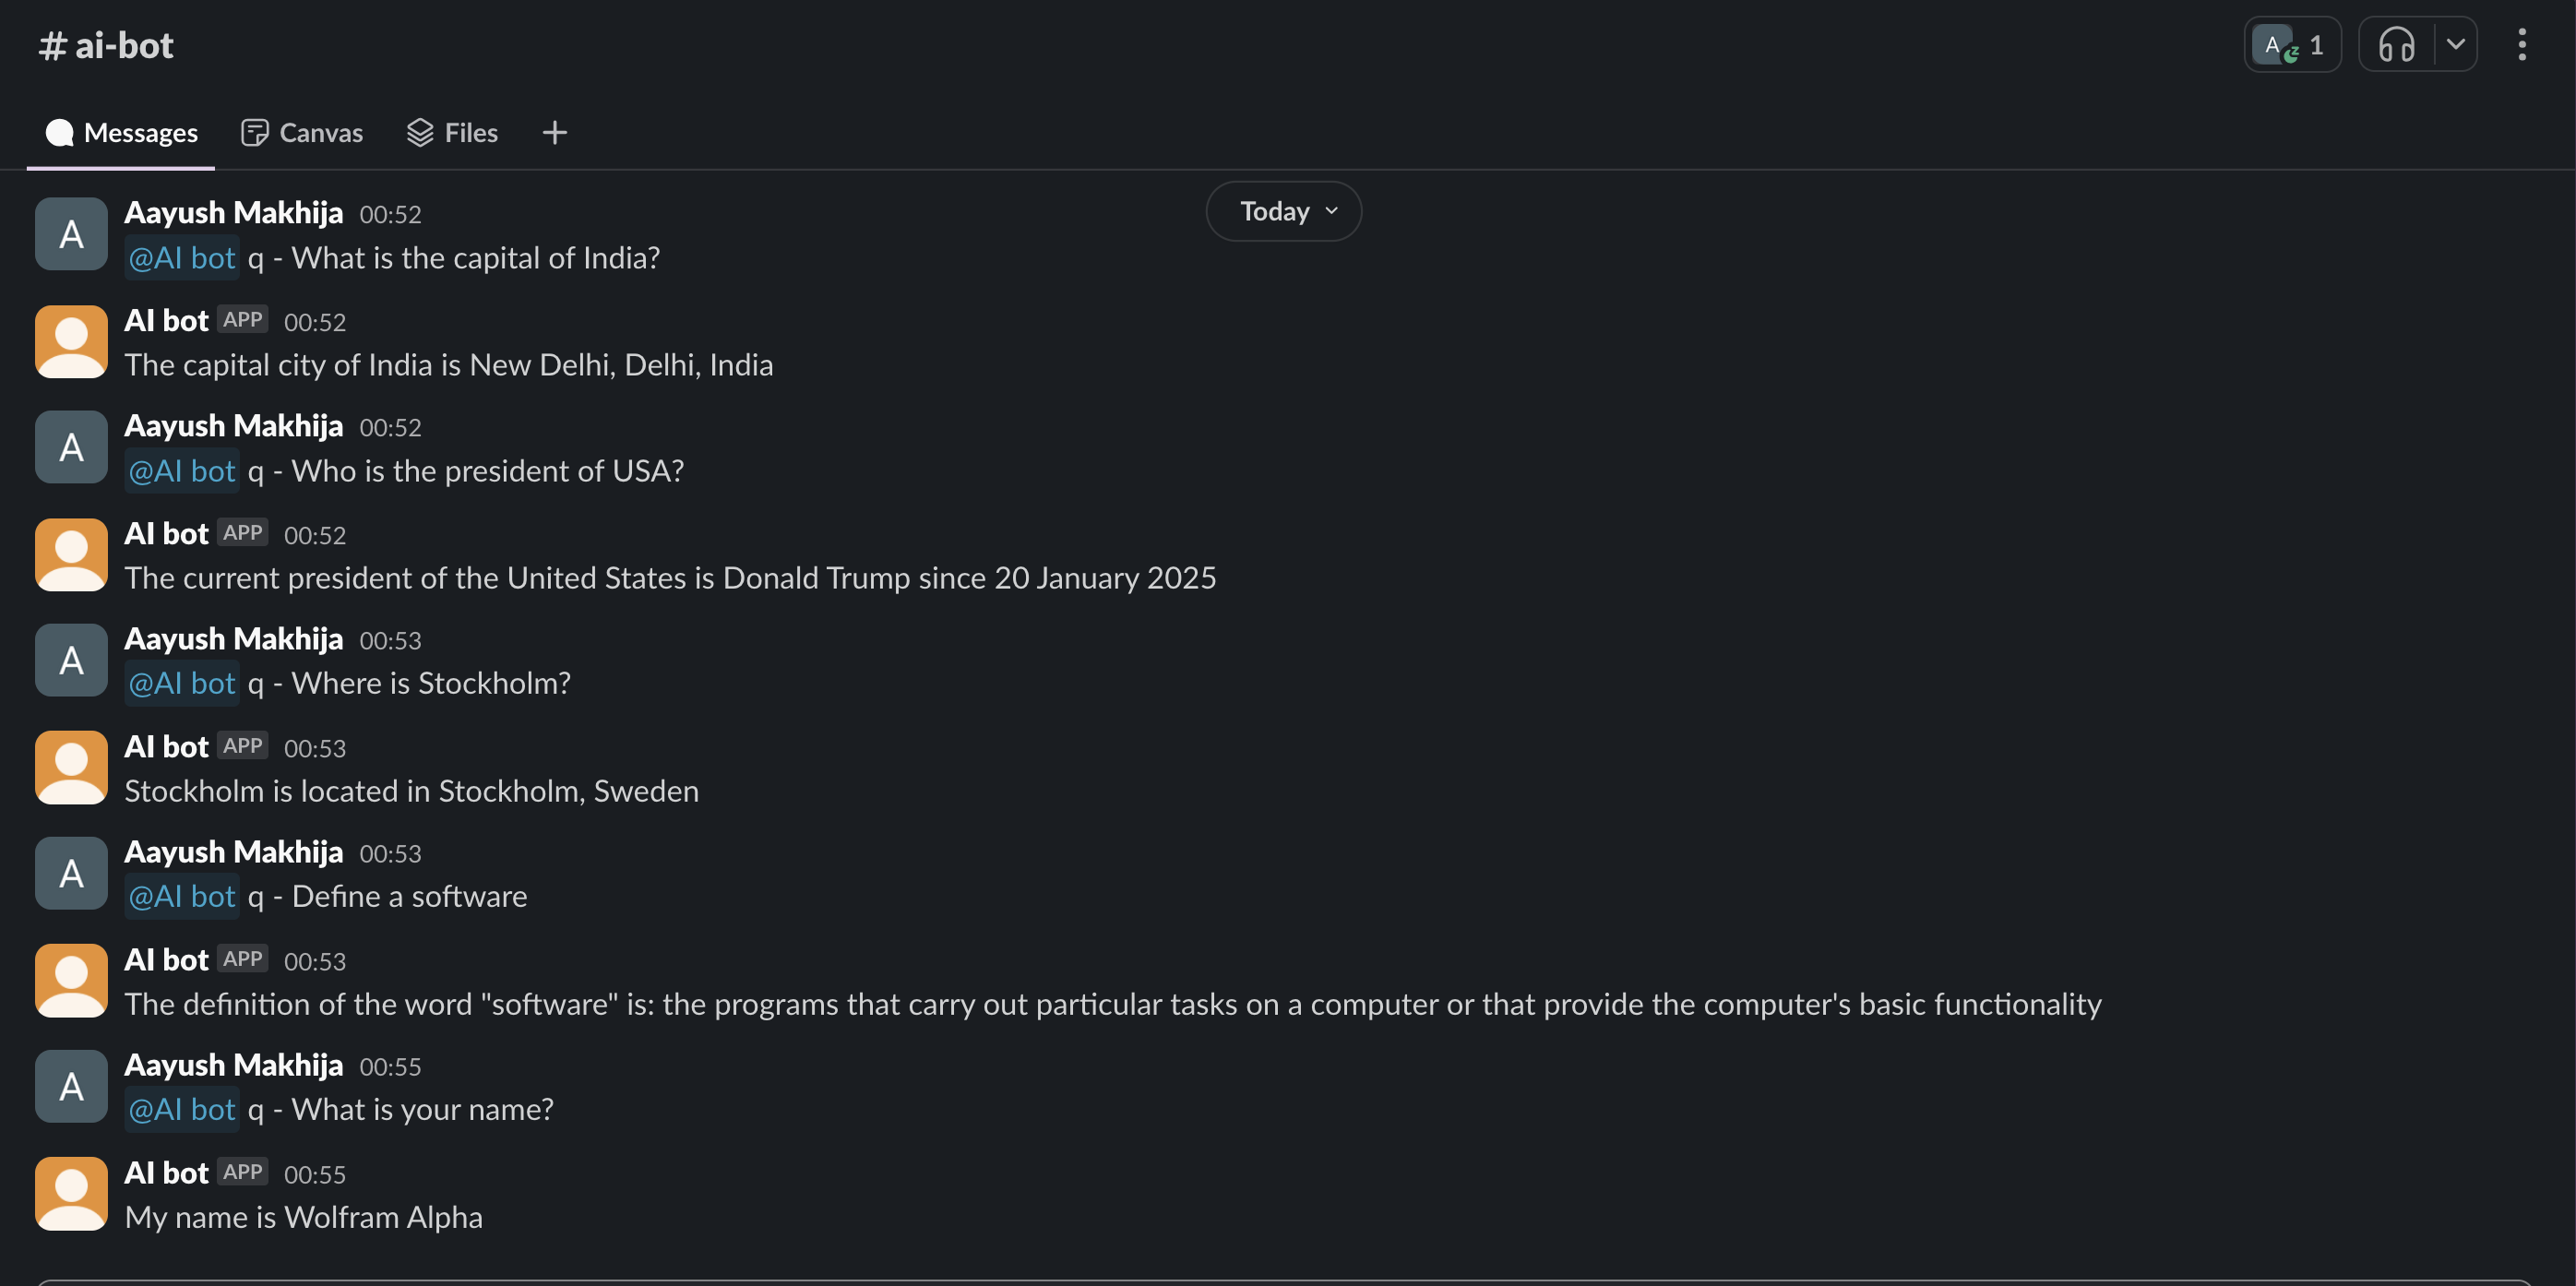 # ai-bot
A 1
Messages Canvas Files +
Today
A
Aayush Makhija 00:52
@AI bot q - What is the capital of India?
AI bot APP 00:52
The capital city of India is New Delhi, Delhi, India
A
Aayush Makhija 00:52
@AI bot q - Who is the president of USA?
AI bot APP 00:52
The current president of the United States is Donald Trump since 20 January 2025
A
Aayush Makhija 00:53
@AI bot q - Where is Stockholm?
AI bot APP 00:53
Stockholm is located in Stockholm, Sweden
A
Aayush Makhija 00:53
@AI bot q - Define a software
AI bot APP 00:53
The definition of the word "software" is: the programs that carry out particular tasks on a computer or that provide the computer's basic functionality
A
Aayush Makhija 00:55
@AI bot q - What is your name?
AI bot APP 00:55
My name is Wolfram Alpha